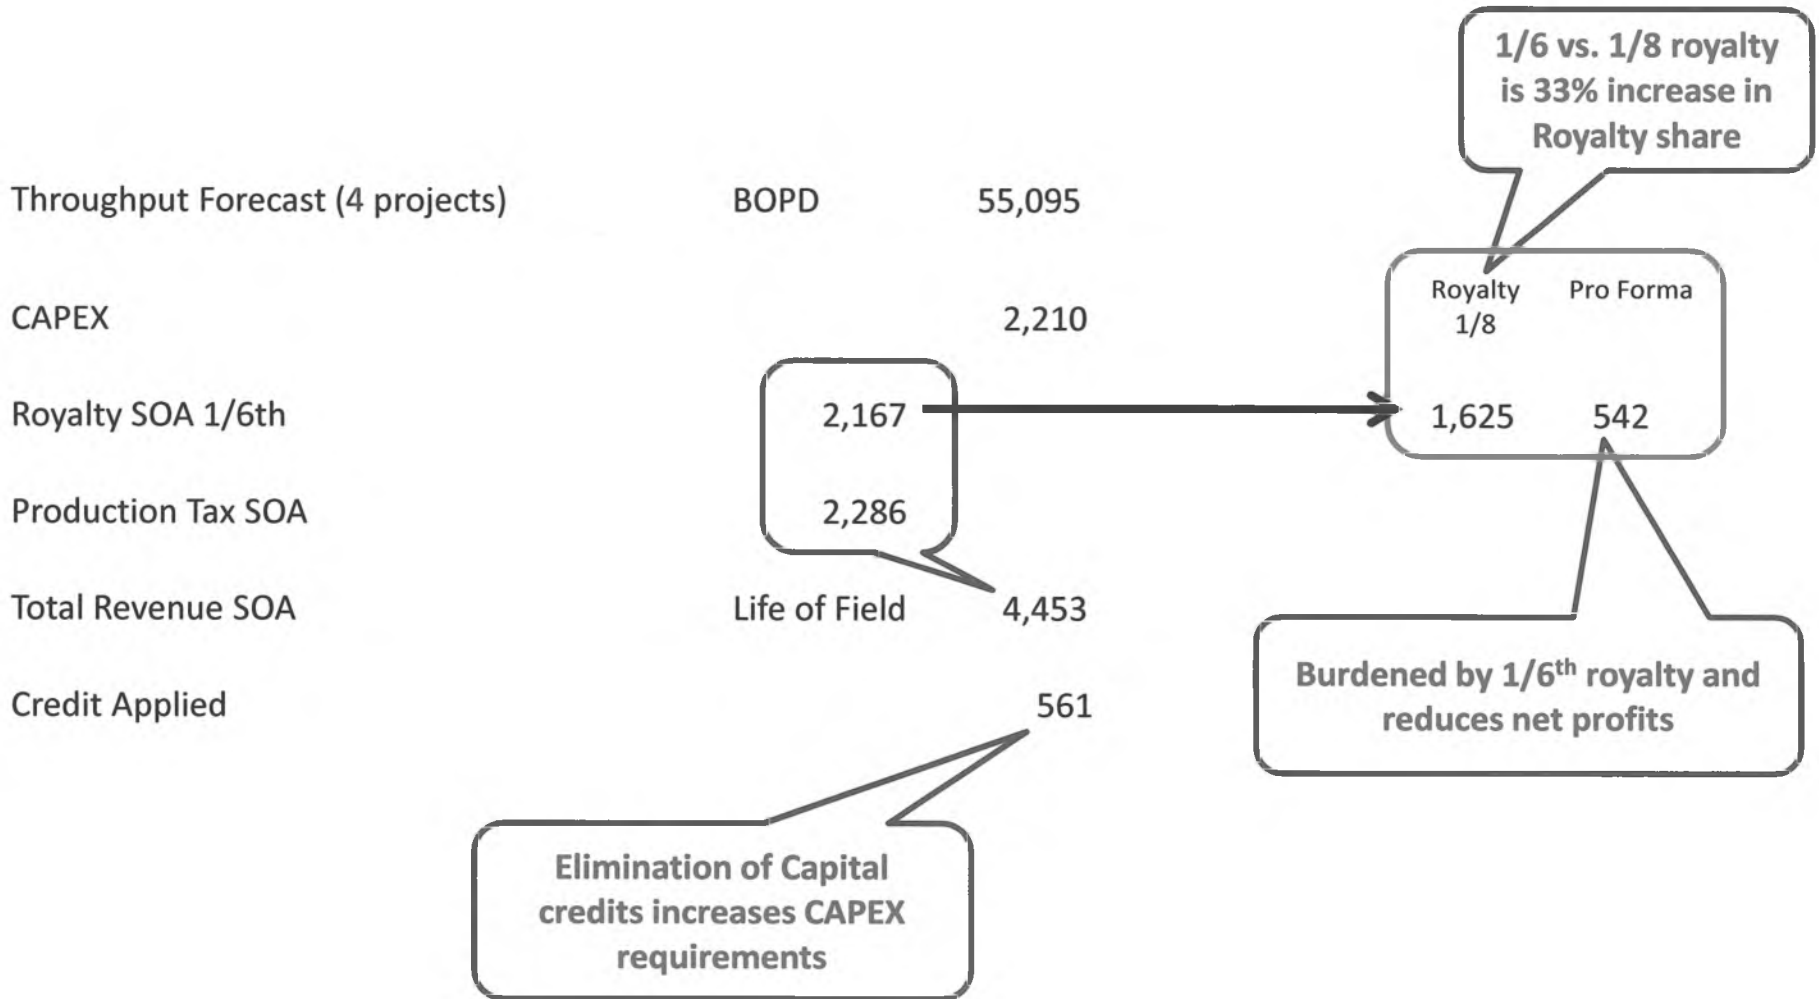 1/6 vs. 1/8 royalty
is 33% increase in
Royalty share
Throughput Forecast (4 projects) BOPD 55,095
Royalty Pro Forma
1/8
CAPEX 2,210
Royalty SOA 1/6th 2,167 1,625 542
Production Tax SOA 2,286
Total Revenue SOA Life of Field 4,453
Burdened by 1/6th royalty and
reduces net profits
Credit Applied 561
Elimination of Capital
credits increases CAPEX
requirements